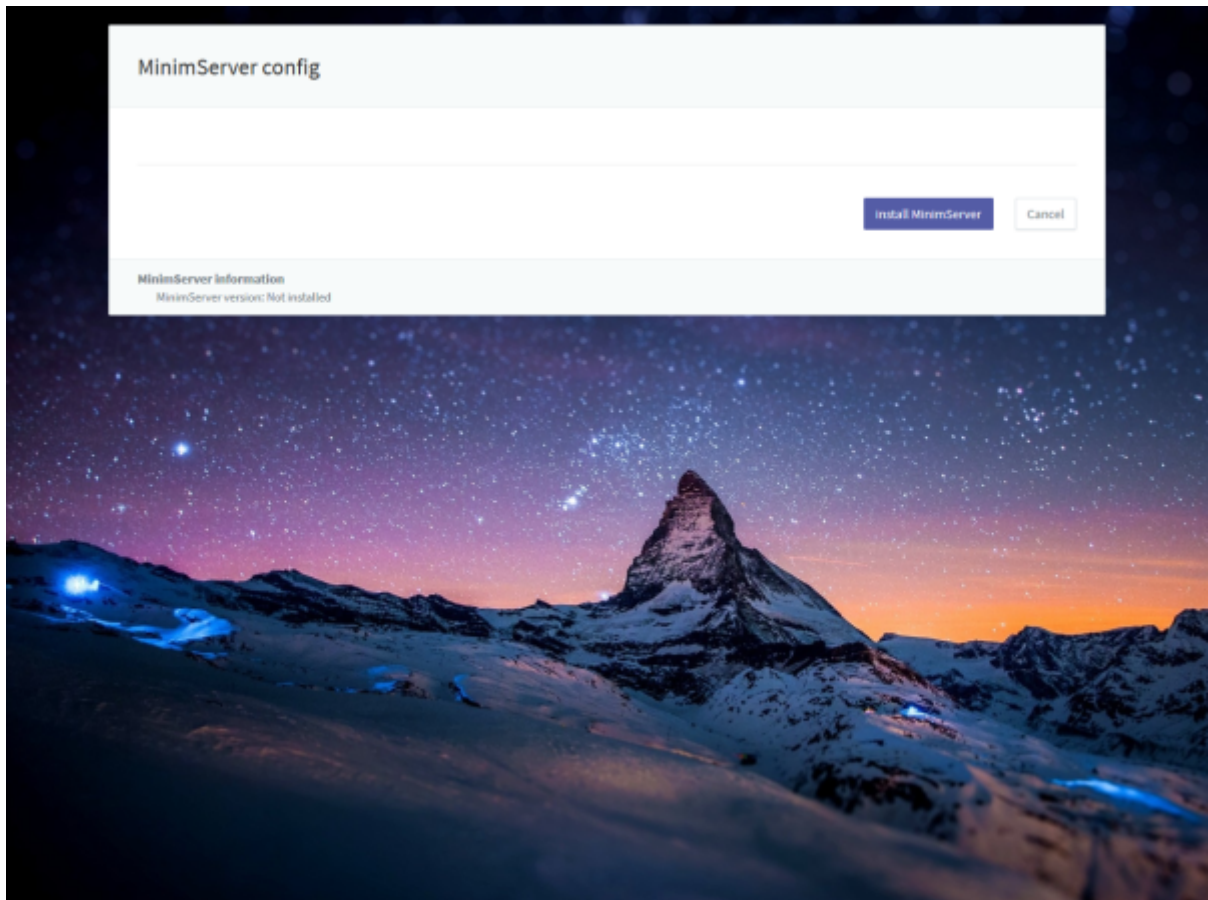 MinimServer config
Install MinimServer
Cancel
MinimServer information
MinimServer version: Not installed